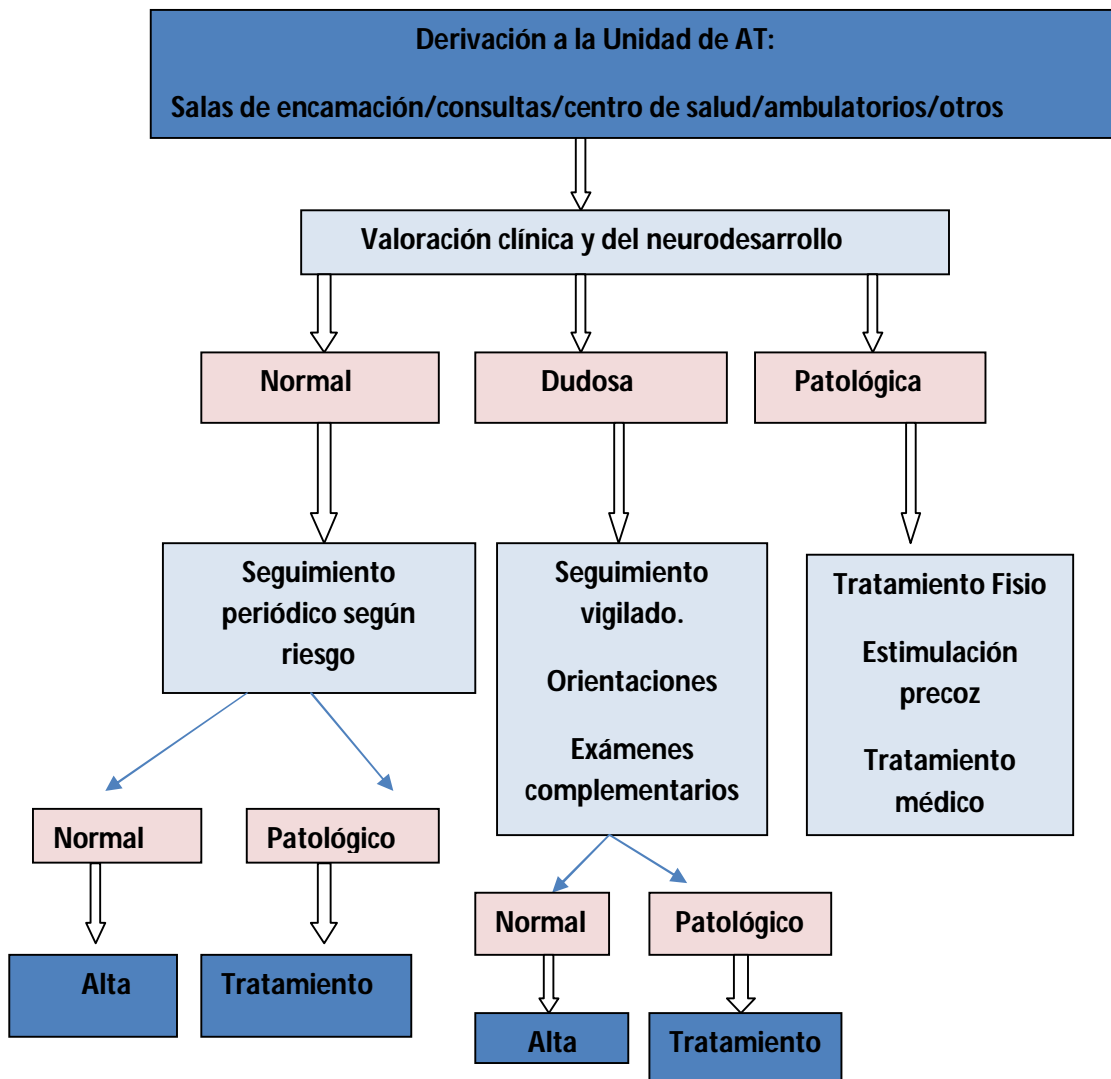 Derivación a la Unidad de AT:
Salas de encamación/consultas/centro de salud/ambulatorios/otros
Valoración clínica y del neurodesarrollo
Normal
Dudosa
Patológica
Seguimiento
periódico según
riesgo
Seguimiento
vigilado.
Orientaciones
Exámenes
complementarios
Tratamiento Fisio
Estimulación
precoz
Tratamiento
médico
Normal
Patológico
Normal
Patológico
Alta
Tratamiento
Alta
Tratamiento